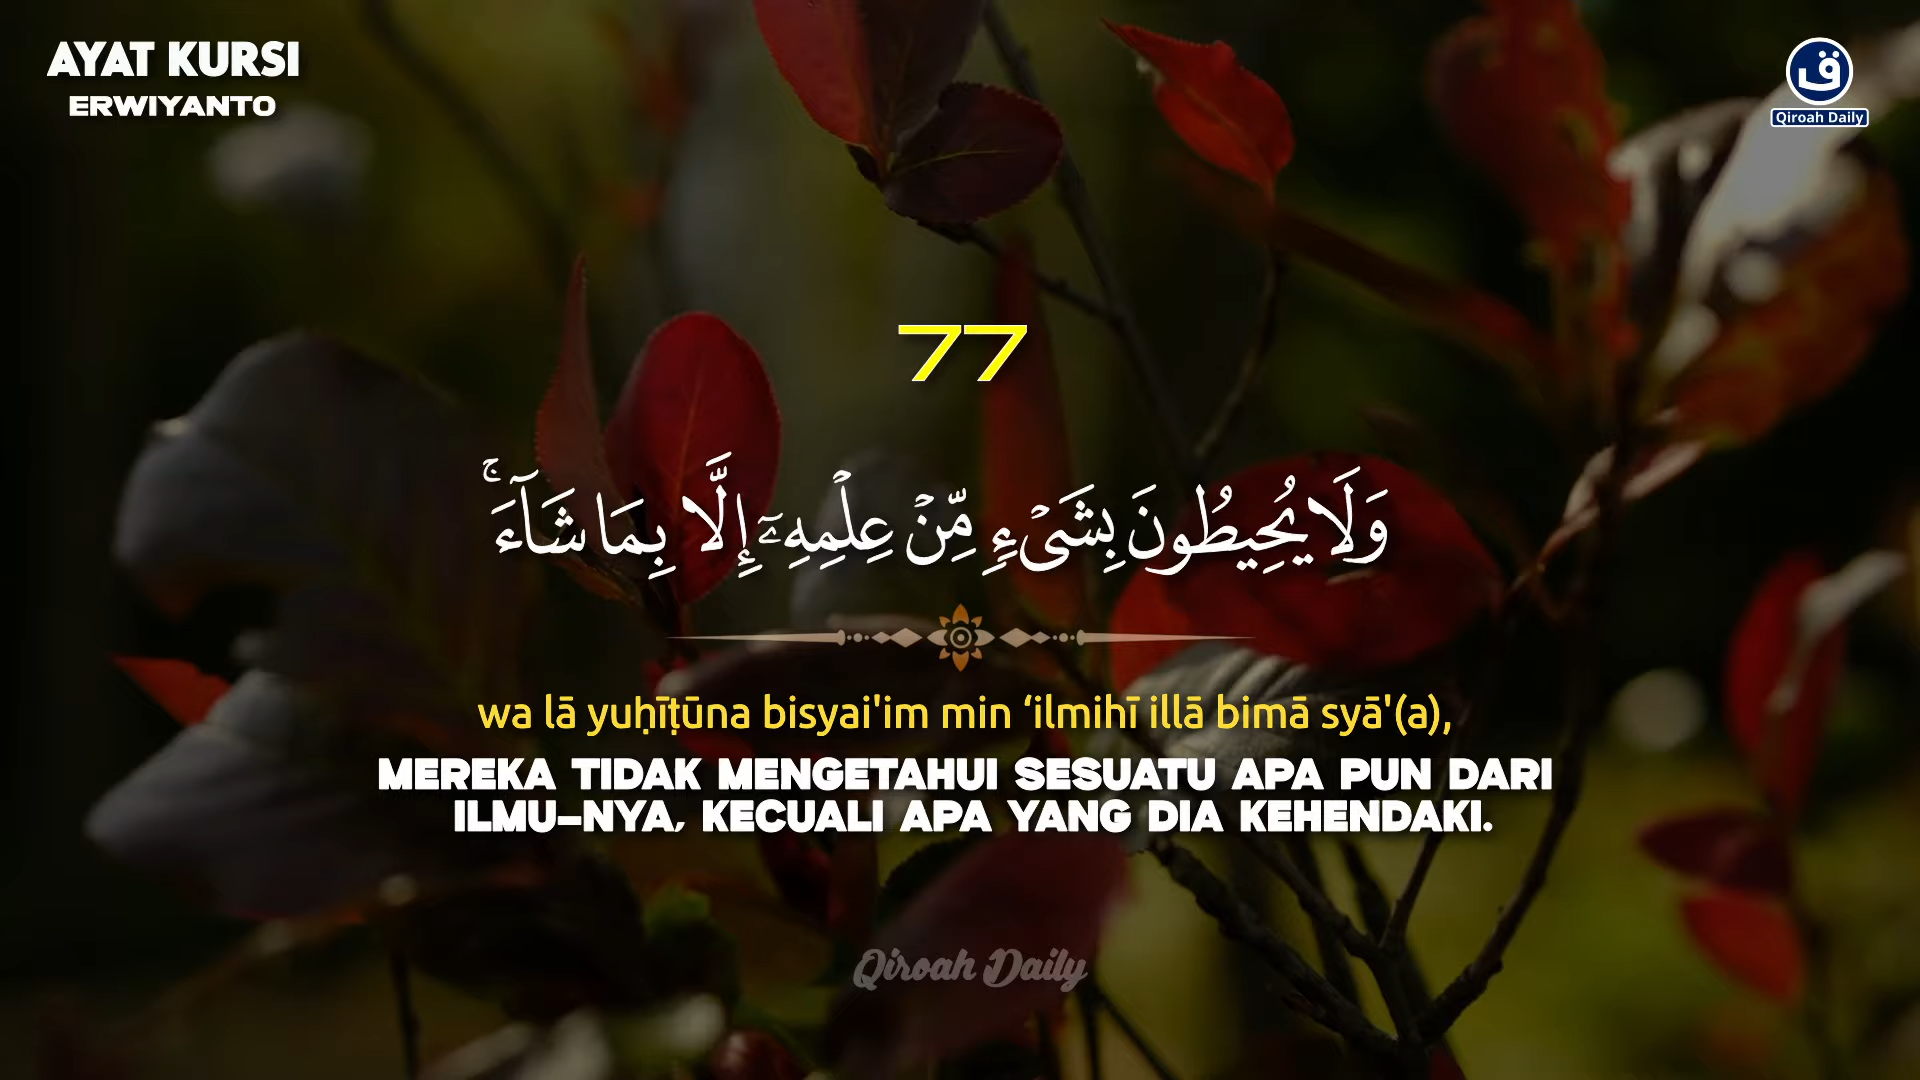 AYAT KURSI
ERWIYANTO
ق
Qiroah Daily
77
وَلَا يُحِيطُونَ بِشَىْءٍ مِّنْ عِلْمِهِۦٓ إِلَّا بِمَا شَآءَ ۚ
wa lā yuḥīṭūna bisyai'im min ‘ilmihī illā bimā syā'(a),
MEREKA TIDAK MENGETAHUI SESUATU APA PUN DARI
ILMU-NYA, KECUALI APA YANG DIA KEHENDAKI.
Qiroah Daily